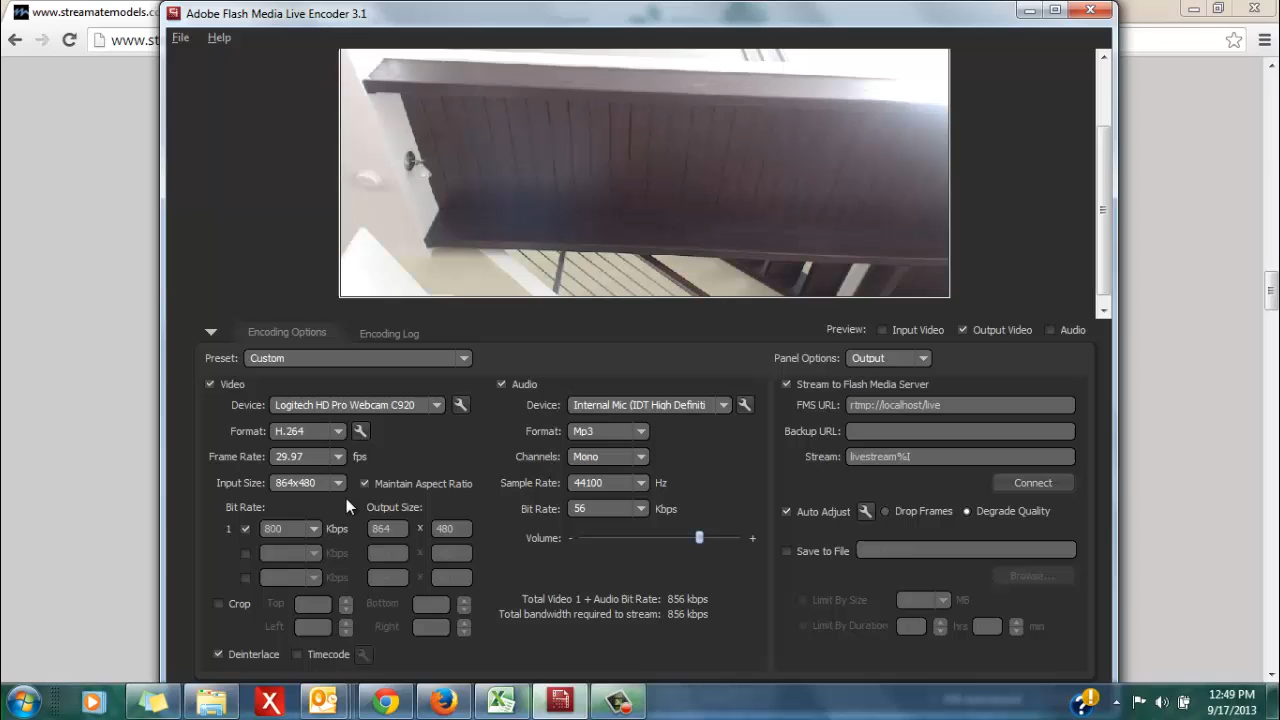 www.streamatemodels.co
Adobe Flash Media Live Encoder 3.1
www.st
File Help
Encoding Options Encoding Log Preview: Input Video Output Video Audio
Preset: Custom Panel Options: Output
Video Audio Stream to Flash Media Server
Device: Logitech HD Pro Webcam C920 Device: Internal Mic (IDT High Definiti FMS URL: rtmp://localhost/live
Format: H.264 Format: Mp3 Backup URL:
Frame Rate: 29.97 fps Channels: Mono Stream: livestream%I
Input Size: 864x480 Maintain Aspect Ratio Sample Rate: 44100 Hz Connect
Bit Rate: Output Size: Bit Rate: 56 Kbps Auto Adjust Drop Frames Degrade Quality
1 800 Kbps 864 x 480
Volume: - +
Kbps x Save to File
Kbps x Browse...
Crop Top Bottom Total Video 1 + Audio Bit Rate: 856 kbps Limit By Size MB
Left Right Total bandwidth required to stream: 856 kbps Limit By Duration hrs min
Deinterlace Timecode
12:49 PM
9/17/2013